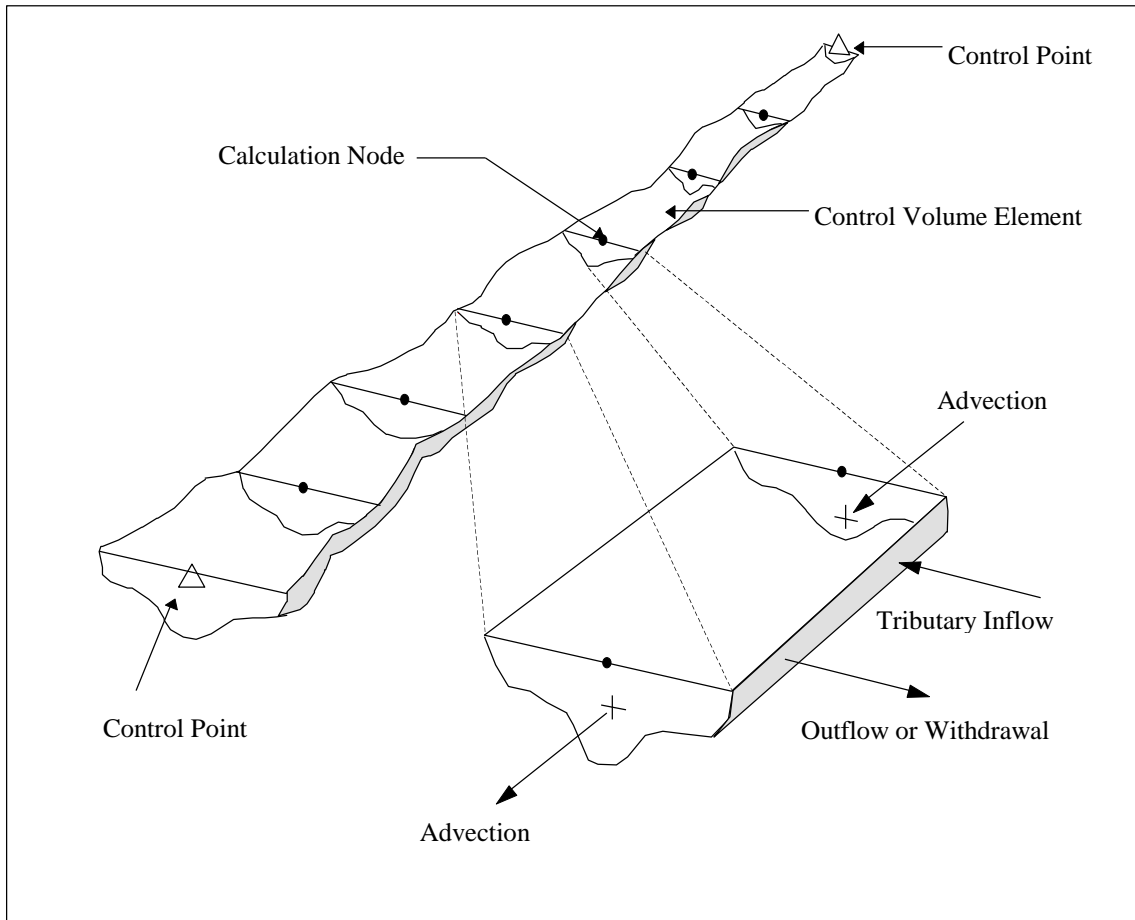 Control Point
Calculation Node
Control Volume Element
Advection
Tributary Inflow
Control Point
Outflow or Withdrawal
Advection